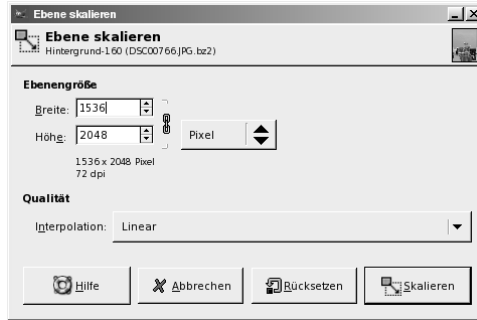 Ebene skalieren
Ebene skalieren
Hintergrund-160 (DSC00766.JPG.bz2)
Ebenengröße
Breite: 1536
Höhe: 2048 Pixel
1536 x 2048 Pixel
72 dpi
Qualität
Interpolation: Linear
Hilfe Abbrechen Rücksetzen Skalieren